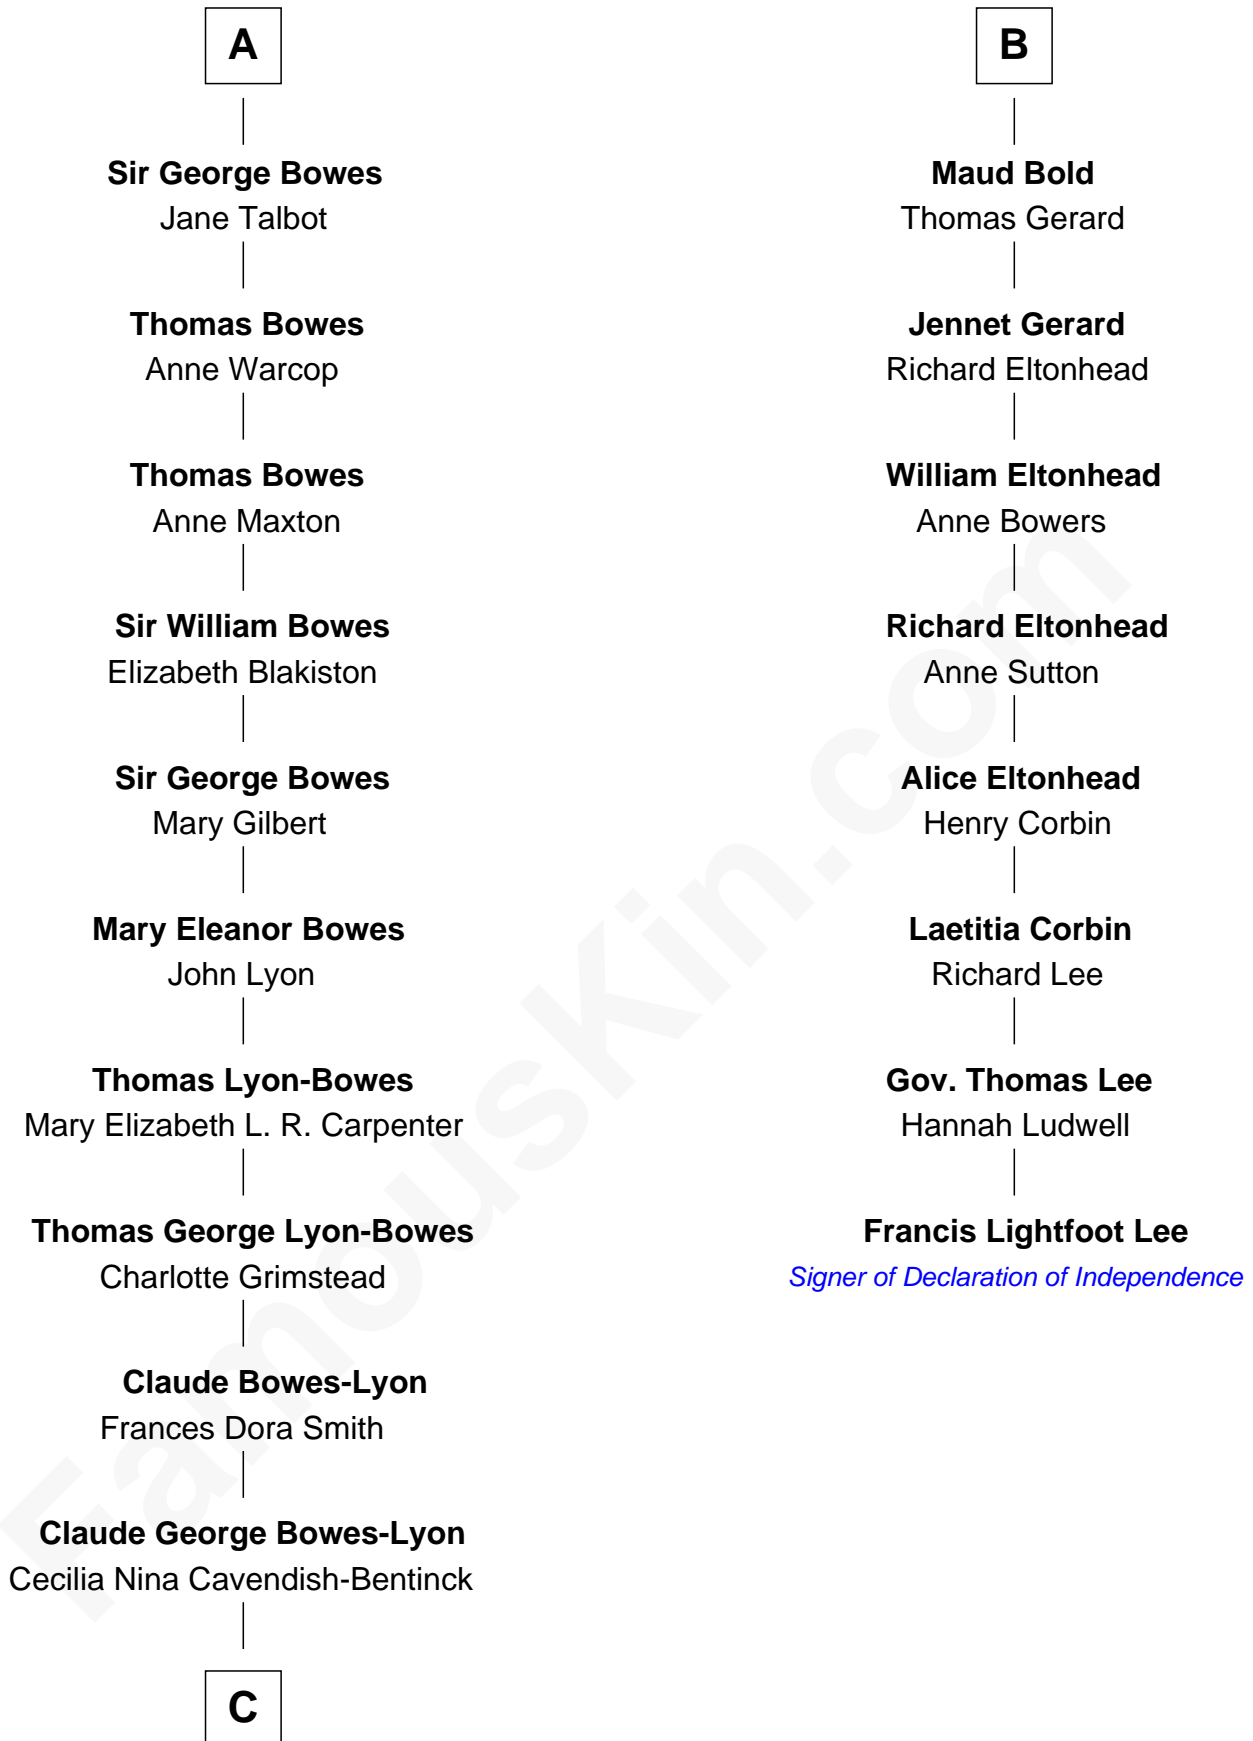 A
Sir George Bowes
Jane Talbot
Thomas Bowes
Anne Warcop
Thomas Bowes
Anne Maxton
Sir William Bowes
Elizabeth Blakiston
Sir George Bowes
Mary Gilbert
Mary Eleanor Bowes
John Lyon
Thomas Lyon-Bowes
Mary Elizabeth L. R. Carpenter
Thomas George Lyon-Bowes
Charlotte Grimstead
Claude Bowes-Lyon
Frances Dora Smith
Claude George Bowes-Lyon
Cecilia Nina Cavendish-Bentinck
C
B
Maud Bold
Thomas Gerard
Jennet Gerard
Richard Eltonhead
William Eltonhead
Anne Bowers
Richard Eltonhead
Anne Sutton
Alice Eltonhead
Henry Corbin
Laetitia Corbin
Richard Lee
Gov. Thomas Lee
Hannah Ludwell
Francis Lightfoot Lee
Signer of Declaration of Independence
FamousKin.com